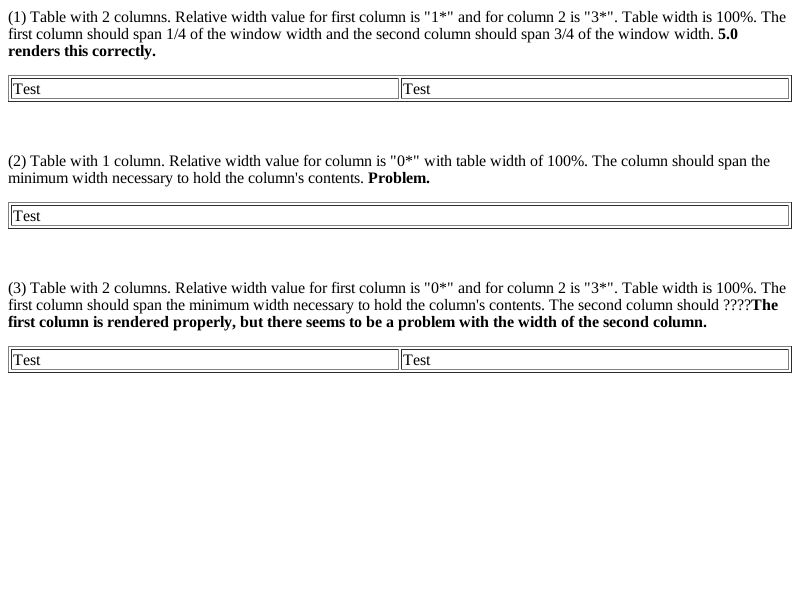 (1) Table with 2 columns. Relative width value for first column is "1*" and for column 2 is "3*". Table width is 100%. The
first column should span 1/4 of the window width and the second column should span 3/4 of the window width. 5.0
renders this correctly.
Test Test
(2) Table with 1 column. Relative width value for column is "0*" with table width of 100%. The column should span the
minimum width necessary to hold the column's contents. Problem.
Test
(3) Table with 2 columns. Relative width value for first column is "0*" and for column 2 is "3*". Table width is 100%. The
first column should span the minimum width necessary to hold the column's contents. The second column should ????The
first column is rendered properly, but there seems to be a problem with the width of the second column.
Test Test